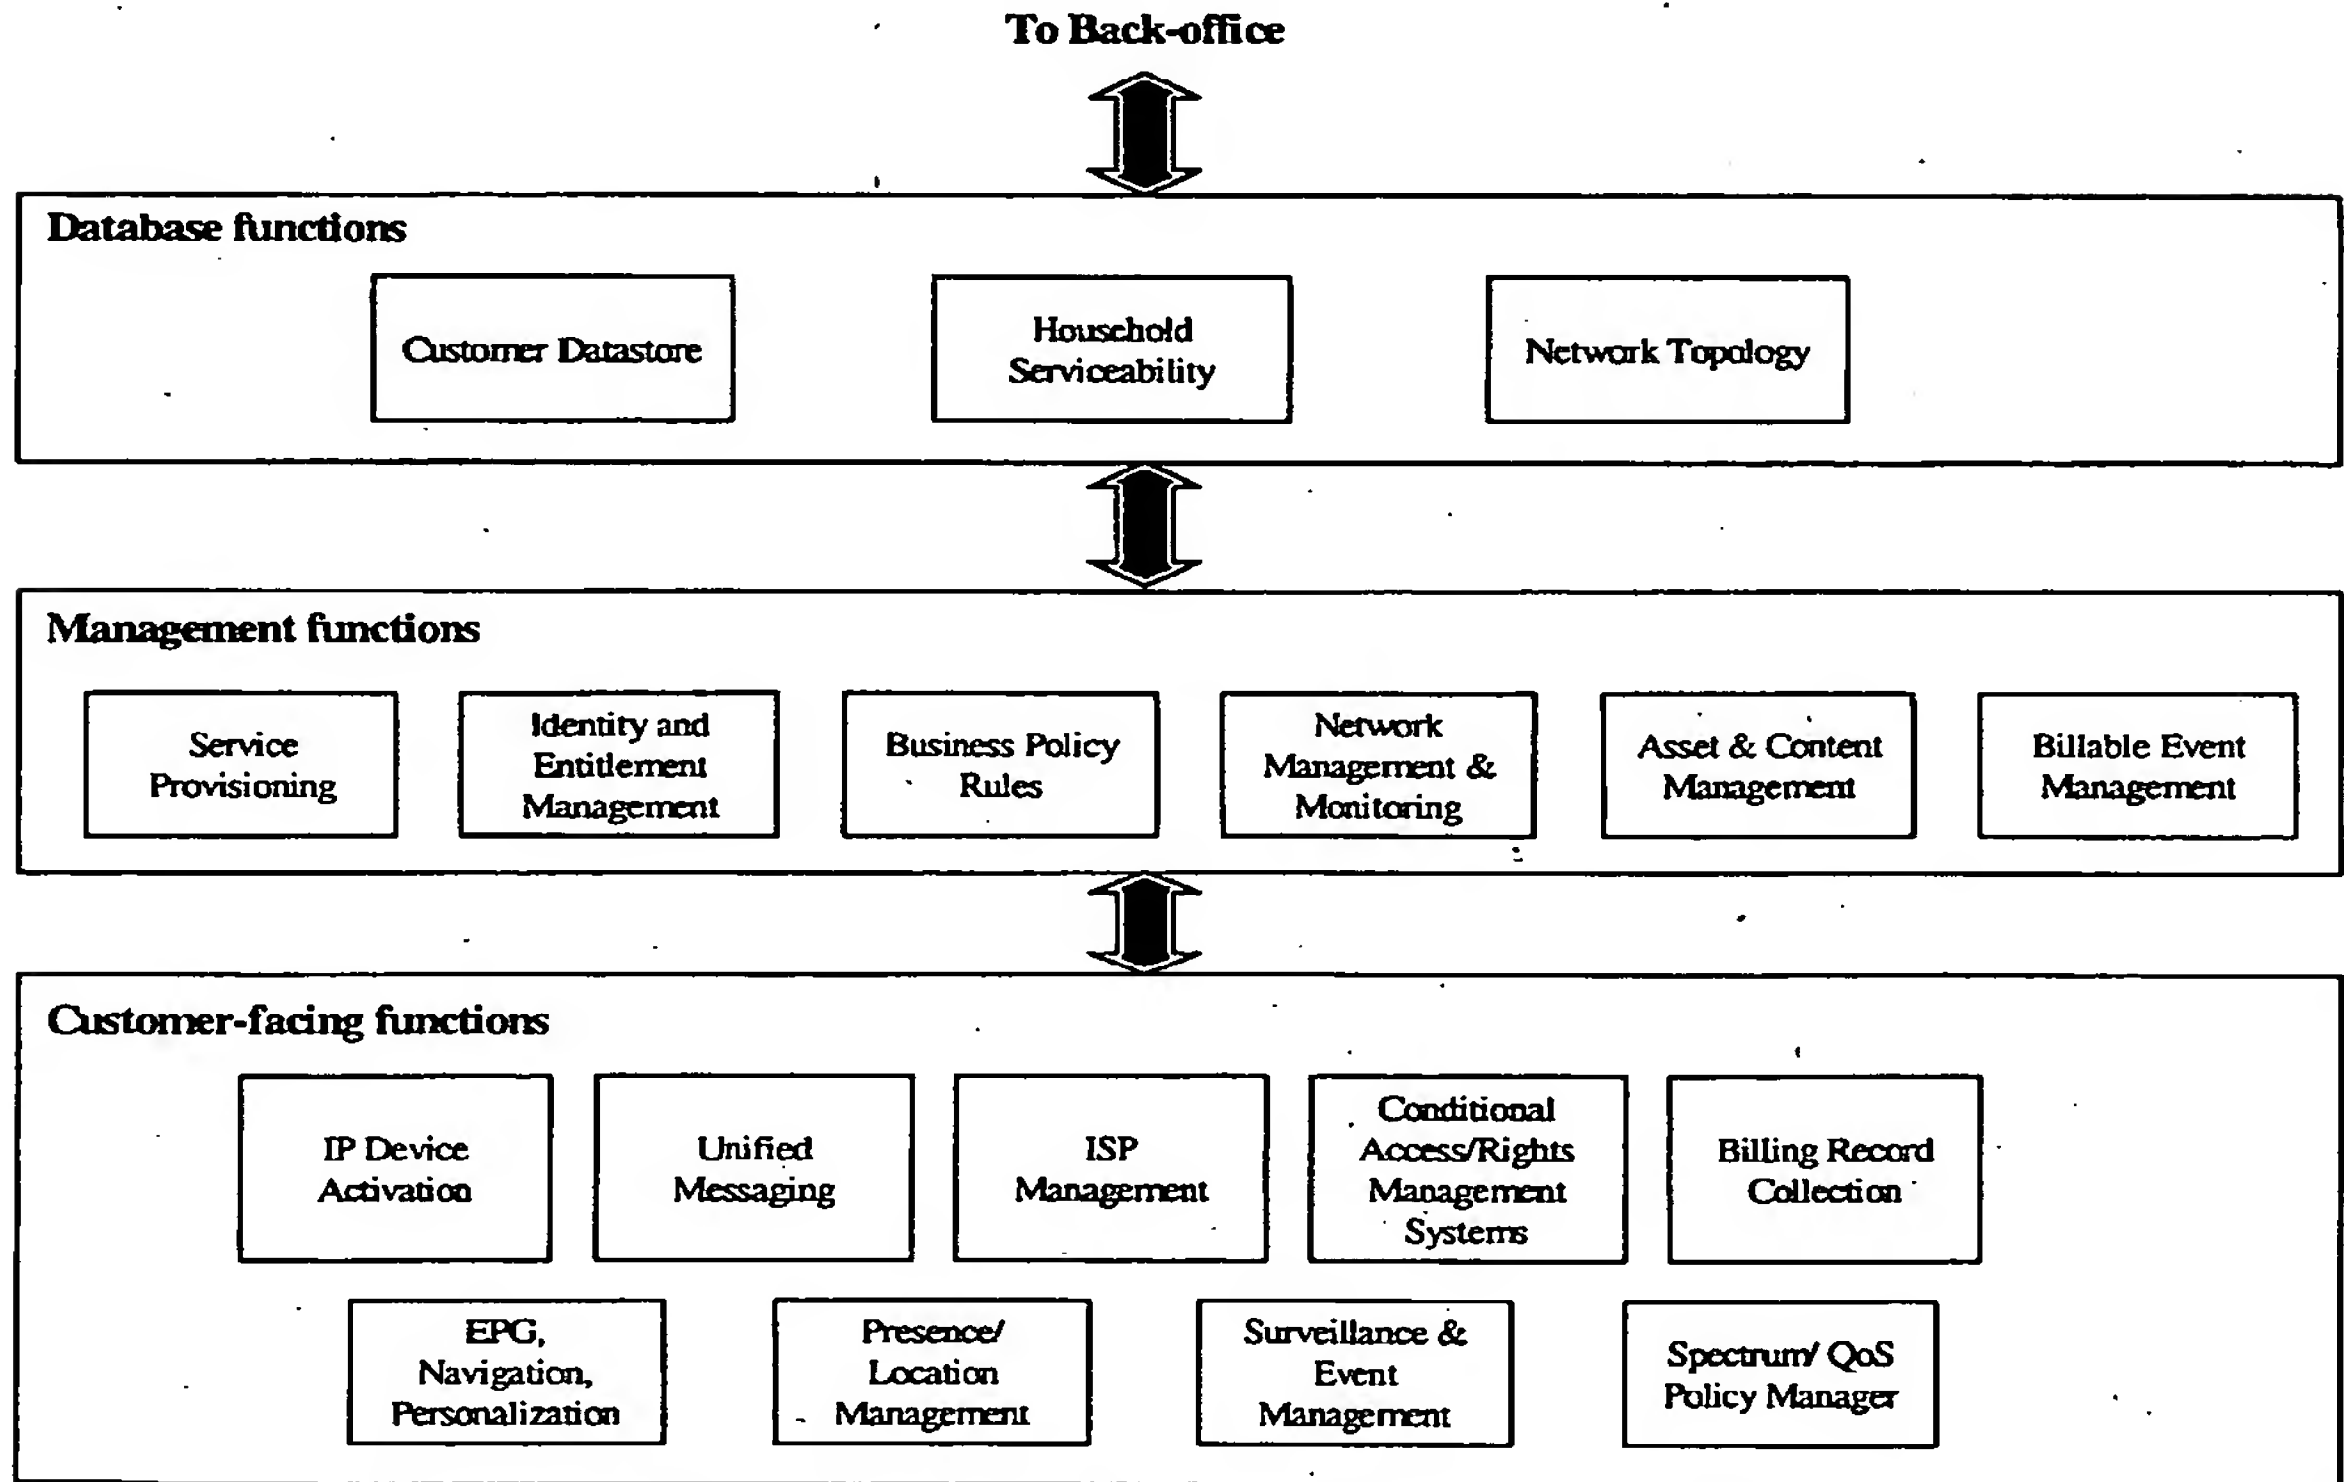 To Back-office
Database functions
Customer Datastore
Household
Serviceability
Network Topology
Management functions
Service
Provisioning
Identity and
Entitlement
Management
Business Policy
Rules
Network
Management &
Monitoring
Asset & Content
Management
Billable Event
Management
Customer-facing functions
IP Device
Activation
Unified
Messaging
ISP
Management
Conditional
Access/Rights
Management
Systems
Billing Record
Collection
EPG,
Navigation,
Personalization
Presence/
Location
Management
Surveillance &
Event
Management
Spectrum/ QoS
Policy Manager